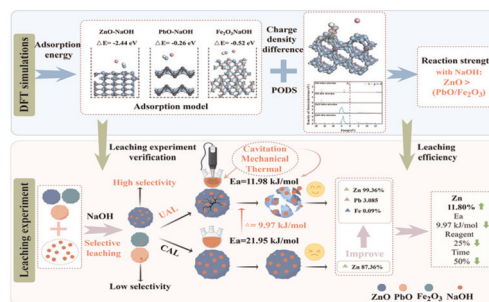 DFT simulations
Adsorption
energy
ZnO-NaOH
△E= -2.44 eV
PbO-NaOH
△E= -0.26 eV
Fe₂O₃-NaOH
△E= -0.52 eV
Adsorption model
Charge
density
difference
PODS
Reaction strength
with NaOH:
ZnO >
(PbO/Fe₂O₃)
Leaching experiment
verification
Leaching
efficiency
Leaching experiment
NaOH
Selective
leaching
High selectivity
Low selectivity
UAL
CAL
Cavitation
Mechanical
Thermal
Ea=11.98 kJ/mol
△= 9.97 kJ/mol
Ea=21.95 kJ/mol
Zn 99.36%
Pb 3.085
Fe 0.09%
Improve
Zn 87.36%
Zn
11.80%
Ea
9.97 kJ/mol
Reagent
25%
Time
50%
ZnO PbO Fe₂O₃ NaOH